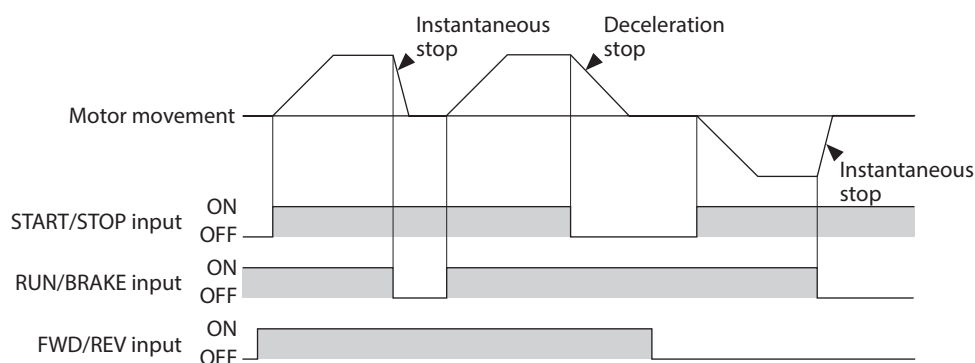 Instantaneous
stop
Deceleration
stop
Motor movement
Instantaneous
stop
START/STOP input
ON
OFF
RUN/BRAKE input
ON
OFF
FWD/REV input
ON
OFF